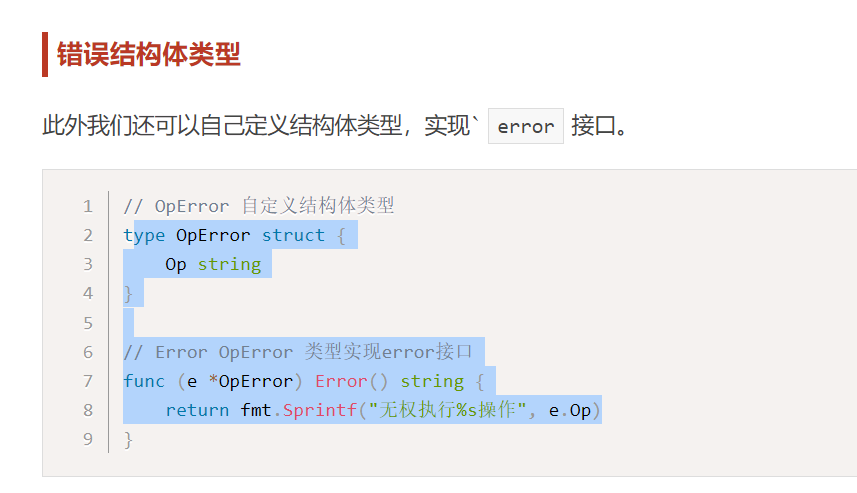 错误结构体类型
此外我们还可以自己定义结构体类型，实现` error 接口。
1 // OpError 自定义结构体类型
2 type OpError struct {
3     Op string
4 }
5
6 // Error OpError 类型实现error接口
7 func (e *OpError) Error() string {
8     return fmt.Sprintf("无权执行%s操作", e.Op)
9 }